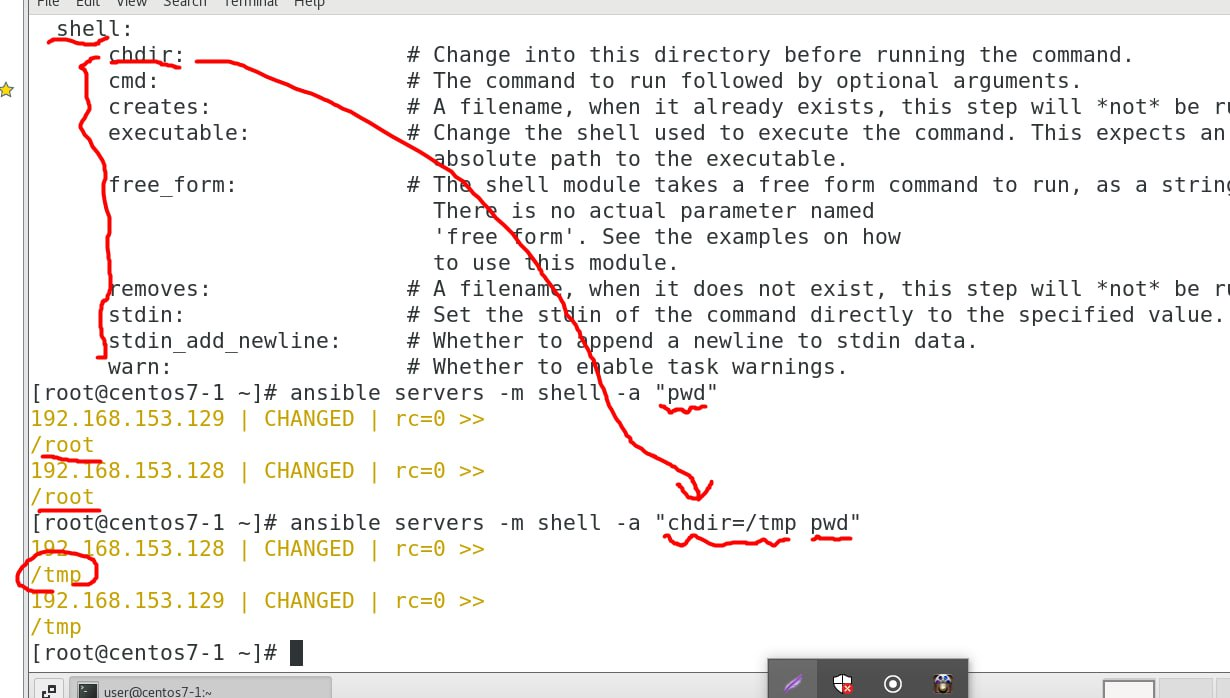 File Edit View Search Terminal Help
shell:
chdir: # Change into this directory before running the command.
cmd: # The command to run followed by optional arguments.
creates: # A filename, when it already exists, this step will *not* be
executable: # Change the shell used to execute the command. This expects an
absolute path to the executable.
free_form: # The shell module takes a free form command to run, as a string
There is no actual parameter named
'free form'. See the examples on how
to use this module.
removes: # A filename, when it does not exist, this step will *not* be
stdin: # Set the stdin of the command directly to the specified value.
stdin_add_newline: # Whether to append a newline to stdin data.
warn: # Whether to enable task warnings.
[root@centos7-1 ~]# ansible servers -m shell -a "pwd"
192.168.153.129 | CHANGED | rc=0 >>
/root
192.168.153.128 | CHANGED | rc=0 >>
/root
[root@centos7-1 ~]# ansible servers -m shell -a "chdir=/tmp pwd"
192.168.153.128 | CHANGED | rc=0 >>
/tmp
192.168.153.129 | CHANGED | rc=0 >>
/tmp
[root@centos7-1 ~]#
user@centos7-1:~